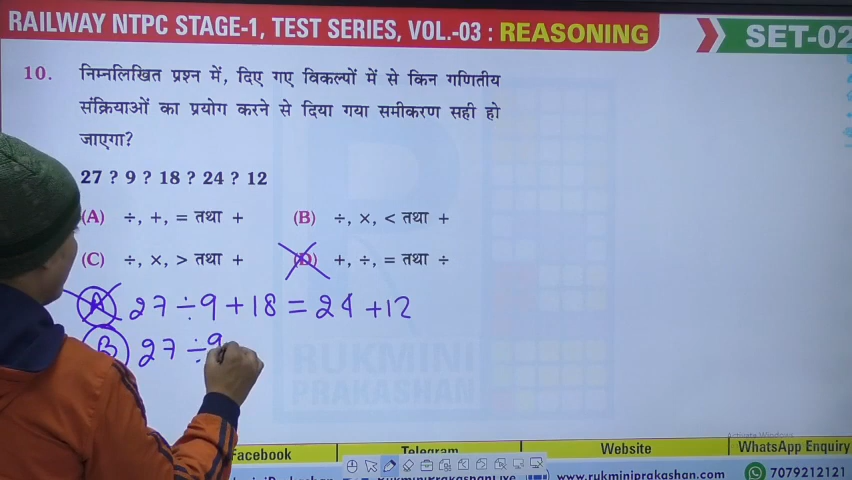 RAILWAY NTPC STAGE-1, TEST SERIES, VOL.-03 : REASONING
SET-02
10. निम्नलिखित प्रश्न में, दिए गए विकल्पों में से किन गणितीय
संक्रियाओं का प्रयोग करने से दिया गया समीकरण सही हो
जाएगा?
27 ? 9 ? 18 ? 24 ? 12
(A) ÷, +, = तथा + (B) ÷, ×, < तथा +
(C) ÷, ×, > तथा + (D) +, ÷, = तथा ÷
A 27 ÷ 9 + 18 = 24 + 12
B 27 ÷ 9
RUKMINI
PRAKASHAN
Activate Windows
Facebook Telegram Website WhatsApp Enquiry
www.rukminiprakashan.com 7079212121